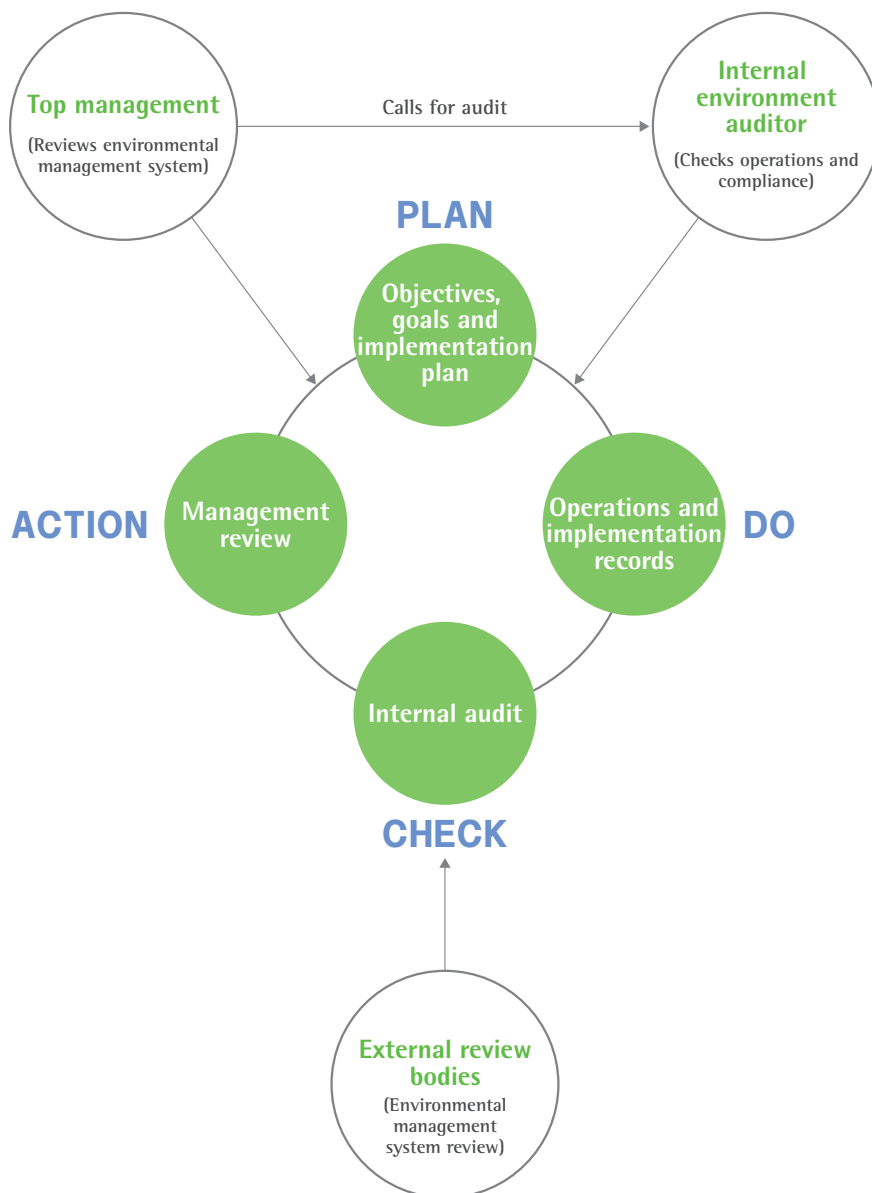 Top management
(Reviews environmental
management system)
Calls for audit
Internal
environment
auditor
(Checks operations and
compliance)
PLAN
Objectives,
goals and
implementation
plan
ACTION
Management
review
Operations and
implementation
records
DO
Internal audit
CHECK
External review
bodies
(Environmental
management
system review)